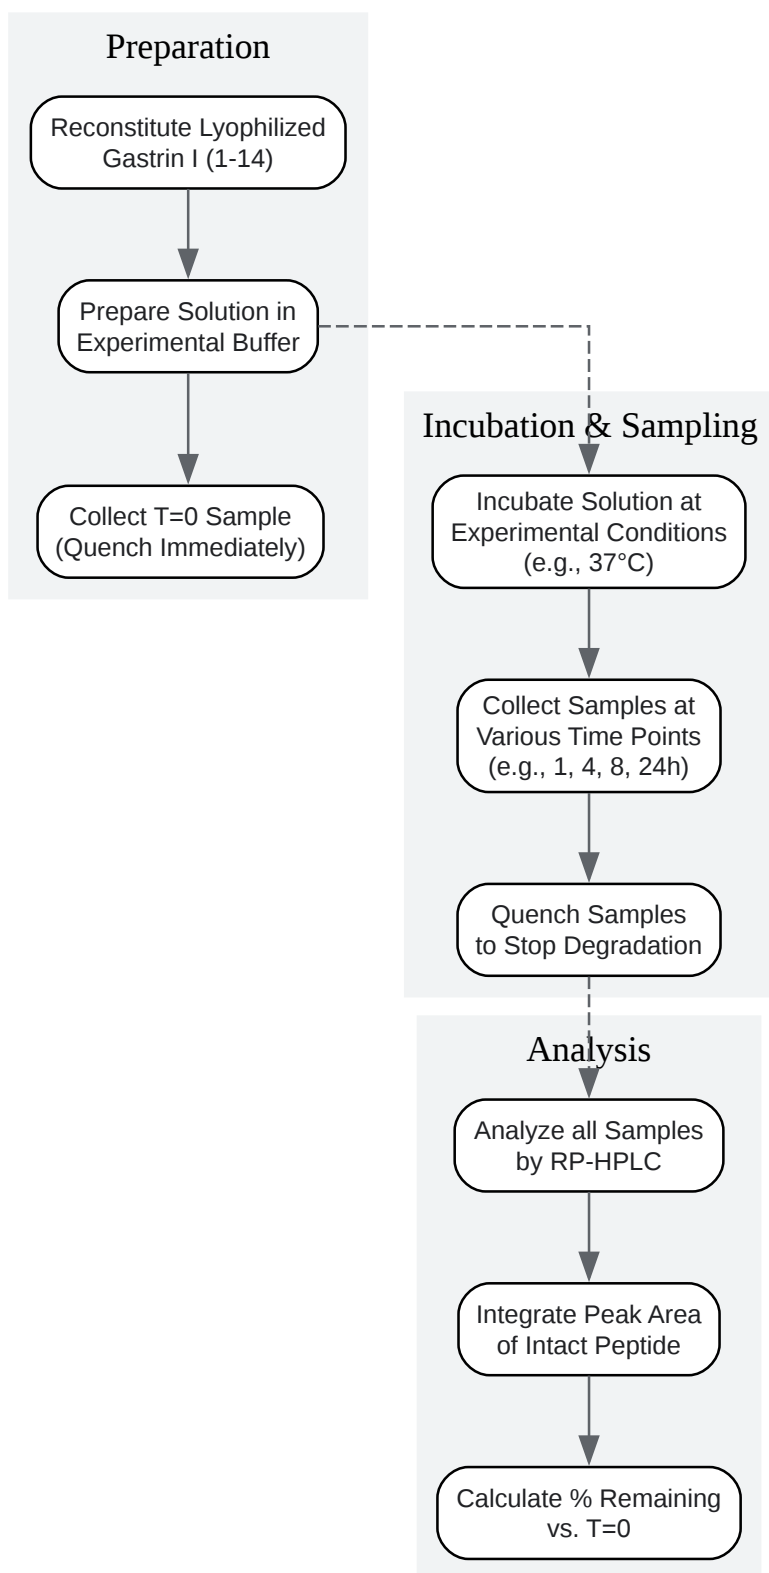 Preparation
Reconstitute Lyophilized
Gastrin I (1-14)
Prepare Solution in
Experimental Buffer
Collect T=0 Sample
(Quench Immediately)
Incubation & Sampling
Incubate Solution at
Experimental Conditions
(e.g., 37°C)
Collect Samples at
Various Time Points
(e.g., 1, 4, 8, 24h)
Quench Samples
to Stop Degradation
Analysis
Analyze all Samples
by RP-HPLC
Integrate Peak Area
of Intact Peptide
Calculate % Remaining
vs. T=0